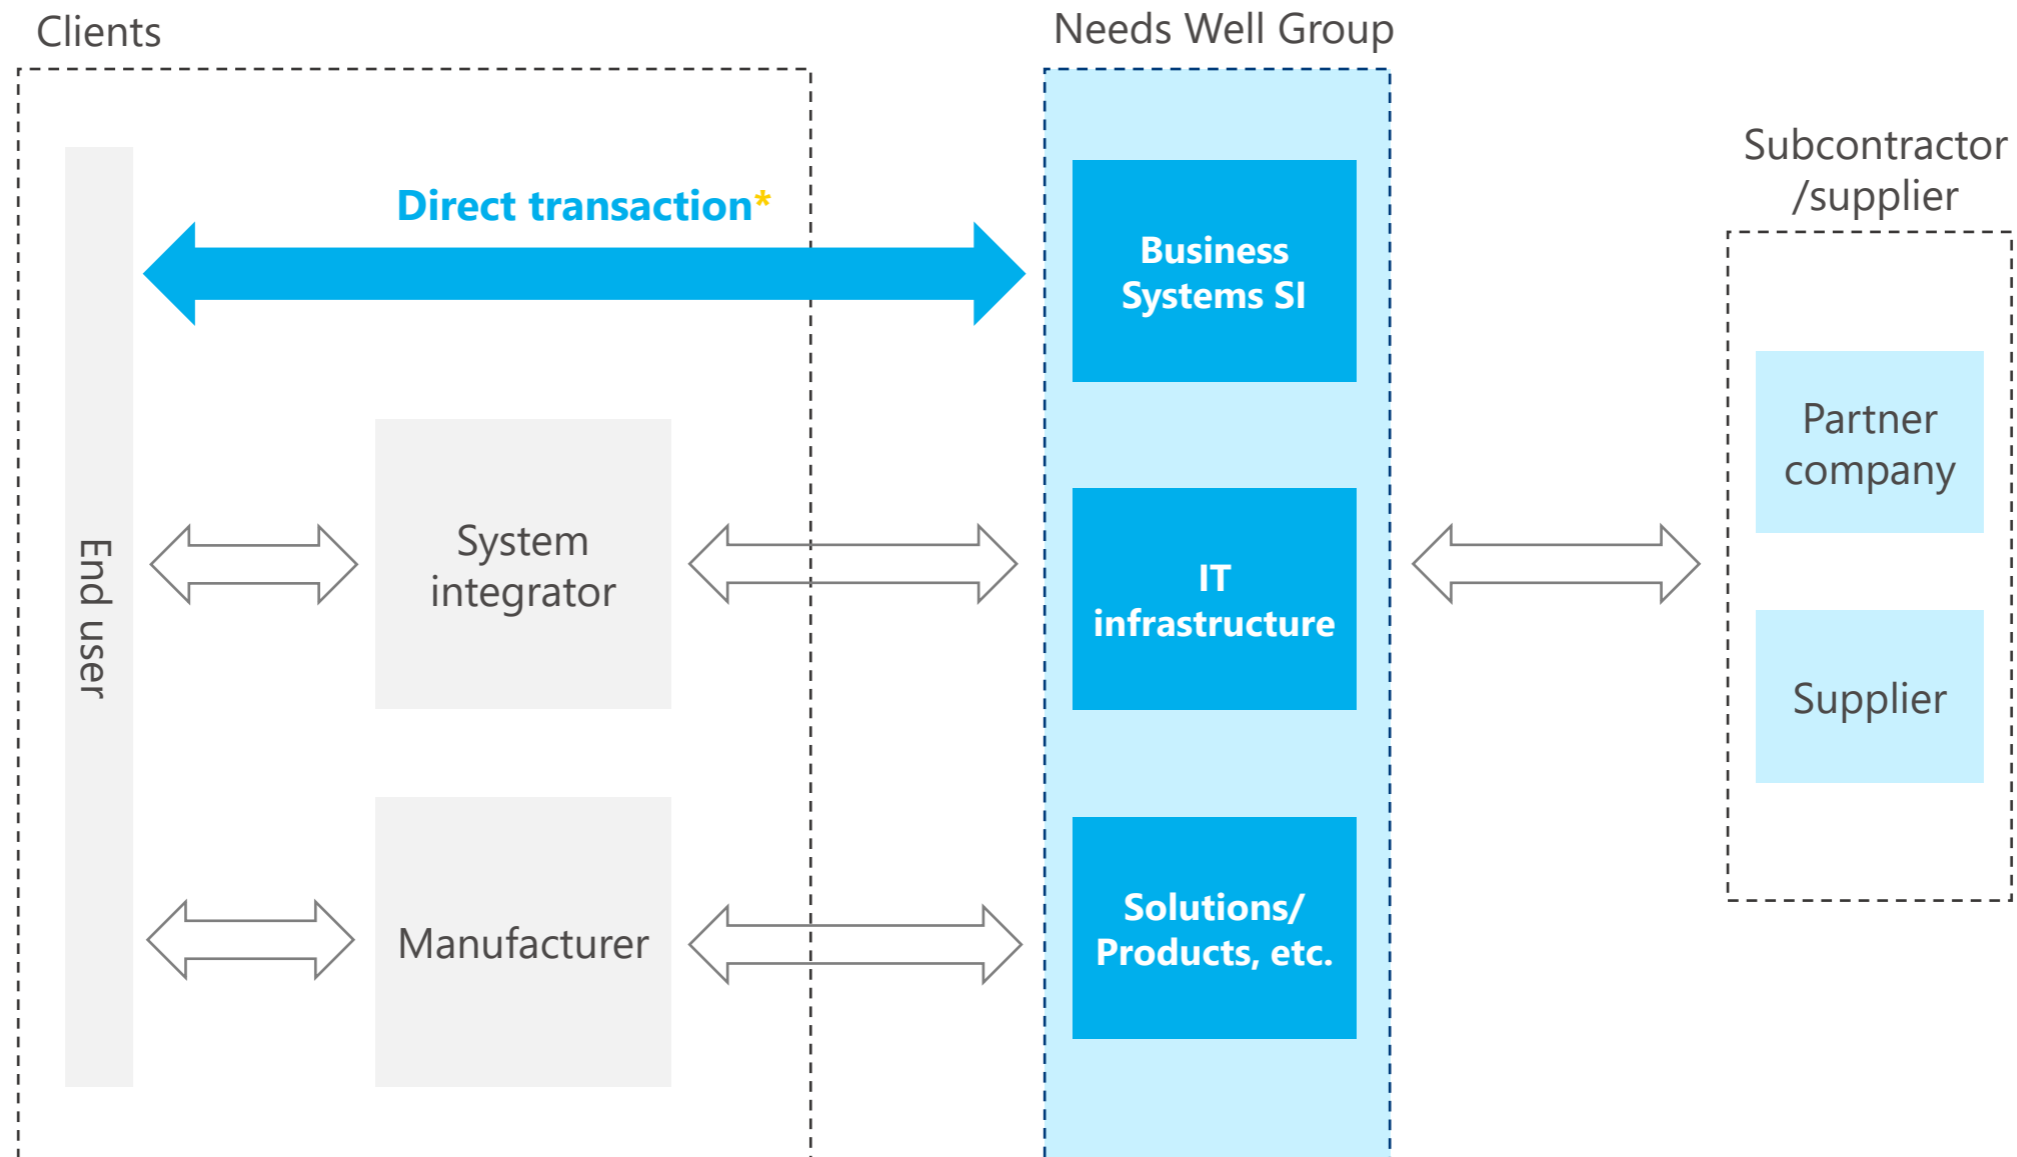 Clients
Needs Well Group
Subcontractor
/supplier
Direct transaction*
Business
Systems SI
End user
System
integrator
IT
infrastructure
Partner
company
Supplier
Manufacturer
Solutions/
Products, etc.